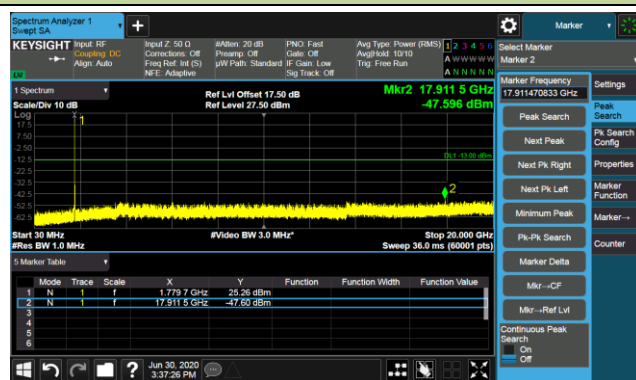 Spectrum Analyzer 1
Swept SA
+
Marker
KEYSIGHT
Input: RF
Coupling: DC
Align: Auto
Input Z: 50 Ω
Corrections: Off
Freq Ref: Int (S)
NFE: Adaptive
#Atten: 20 dB
Preamp: Off
µW Path: Standard
PNO: Fast
Gate: Off
IF Gain: Low
Sig Track: Off
Avg Type: Power (RMS)
Avg|Hold: 10/10
Trig: Free Run
1 2 3 4 5 6
A W W W W W
A N N N N N
LW
Select Marker
Marker 2
1 Spectrum
Scale/Div 10 dB
Ref Lvl Offset 17.50 dB
Ref Level 27.50 dBm
Mkr2 17.911 5 GHz
-47.596 dBm
Log
17.5
7.50
-2.50
-12.5
-22.5
-32.5
-42.5
-52.5
-62.5
1
DL1 -13.00 dBm
2
Start 30 MHz
#Res BW 1.0 MHz
#Video BW 3.0 MHz*
Stop 20.000 GHz
Sweep 36.0 ms (60001 pts)
Marker Frequency
17.911470833 GHz
Peak Search
Next Peak
Next Pk Right
Next Pk Left
Minimum Peak
Pk-Pk Search
Marker Delta
Mkr→CF
Mkr→Ref Lvl
Continuous Peak
Search
On
Off
Settings
Peak
Search
Pk Search
Config
Properties
Marker
Function
Marker→
Counter
5 Marker Table
Mode Trace Scale X Y Function Function Width Function Value
1 N 1 f 1.779 7 GHz 25.26 dBm
2 N 1 f 17.911 5 GHz -47.60 dBm
3
4
5
6
?
Jun 30, 2020
3:37:26 PM